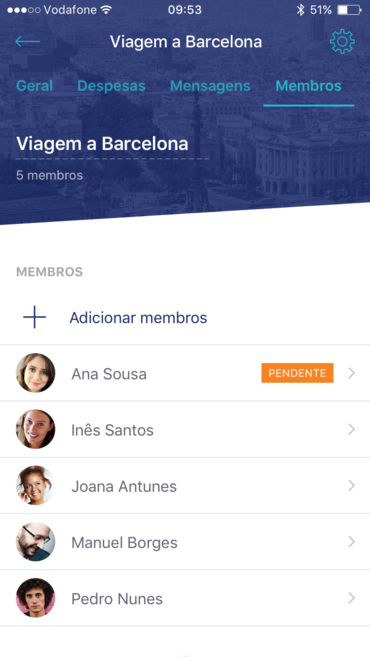 Vodafone 09:53 51%
Viagem a Barcelona
Geral Despesas Mensagens Membros
Viagem a Barcelona
5 membros
MEMBROS
Adicionar membros
Ana Sousa PENDENTE
Inês Santos
Joana Antunes
Manuel Borges
Pedro Nunes